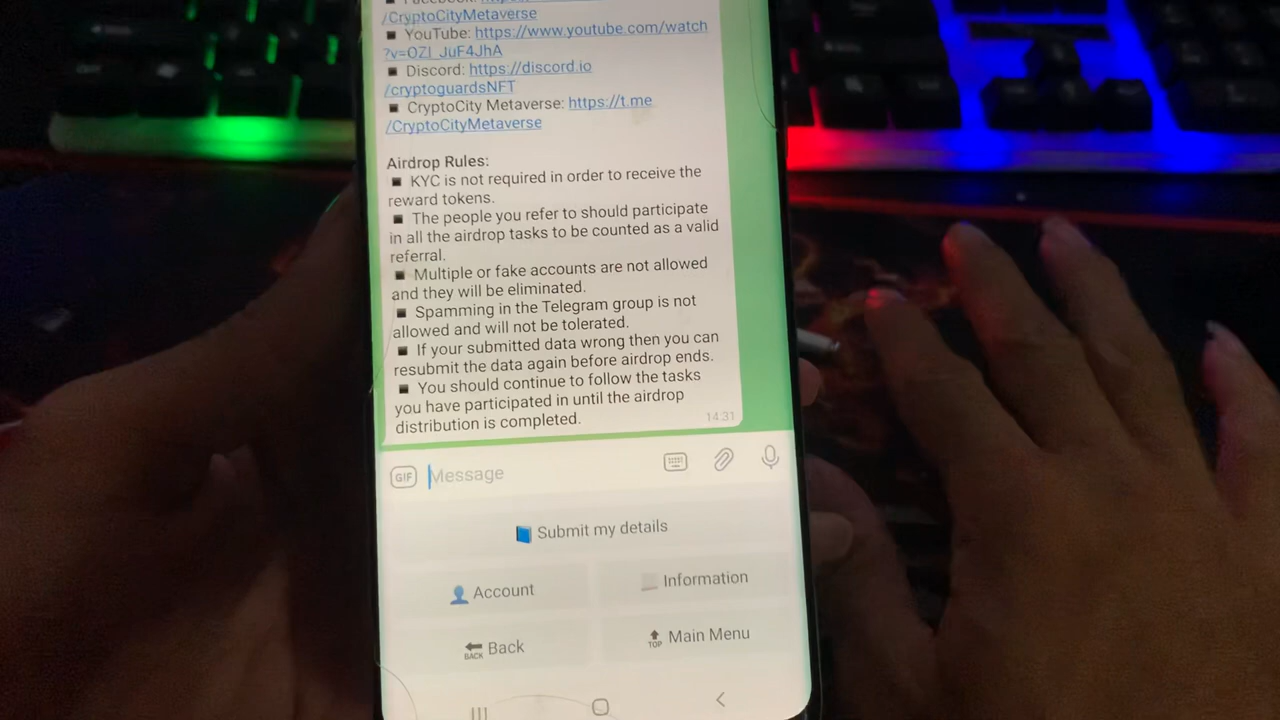 Facebook:
/CryptoCityMetaverse
■ YouTube: https://www.youtube.com/watch
?v=OZI_JuF4JhA
■ Discord: https://discord.io
/cryptoguardsNFT
■ CryptoCity Metaverse: https://t.me
/CryptoCityMetaverse
Airdrop Rules:
■ KYC is not required in order to receive the
reward tokens.
■ The people you refer to should participate
in all the airdrop tasks to be counted as a valid
referral.
■ Multiple or fake accounts are not allowed
and they will be eliminated.
■ Spamming in the Telegram group is not
allowed and will not be tolerated.
■ If your submitted data wrong then you can
resubmit the data again before airdrop ends.
■ You should continue to follow the tasks
you have participated in until the airdrop
distribution is completed.
14:31
GIF Message
Submit my details
Account
Information
BACK Back
TOP Main Menu